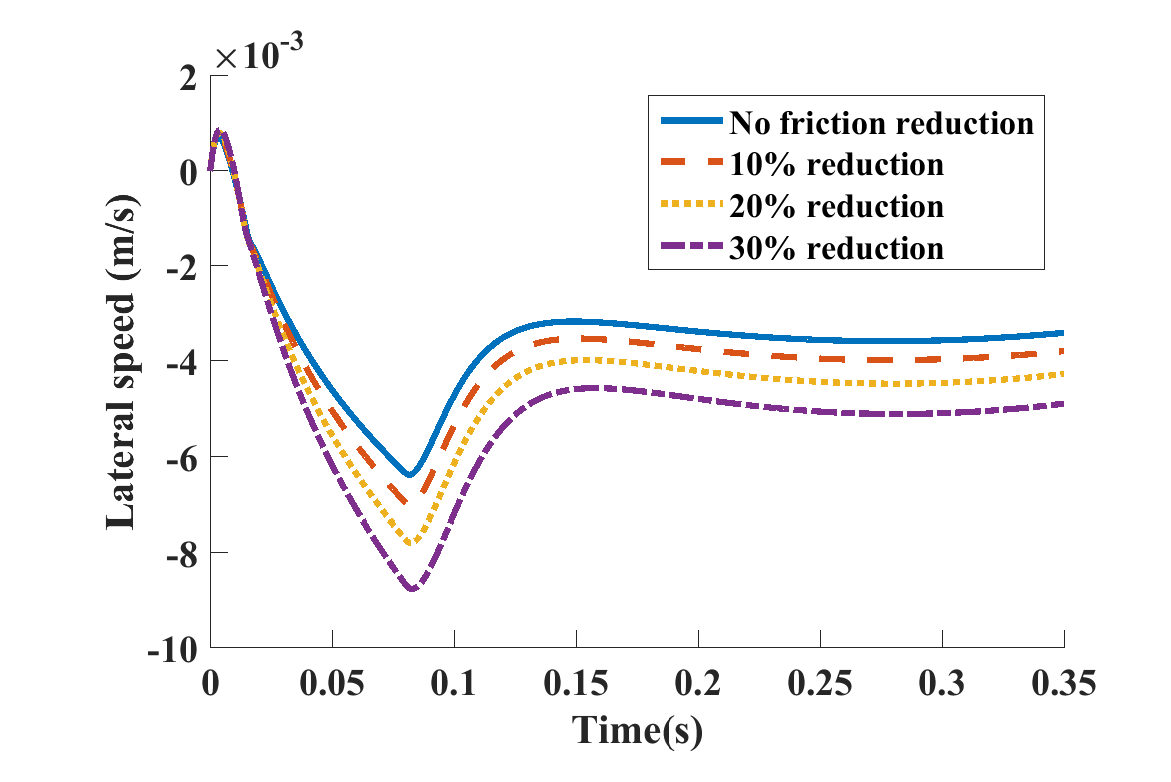 ×10-3
2
0
-2
-4
-6
-8
-10
Lateral speed (m/s)
No friction reduction
10% reduction
20% reduction
30% reduction
0 0.05 0.1 0.15 0.2 0.25 0.3 0.35
Time(s)